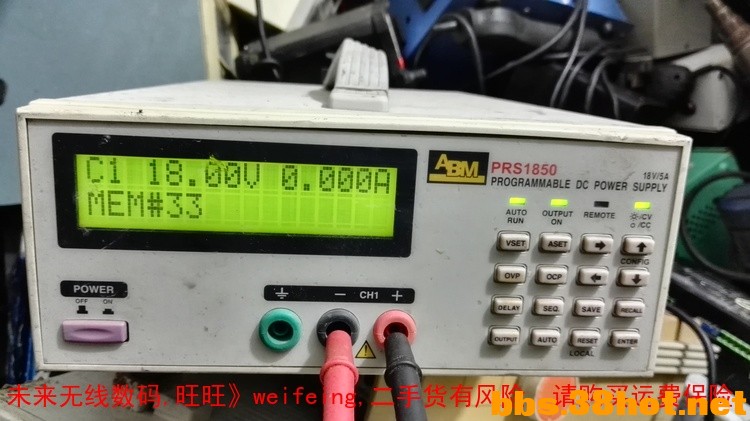 C1 18.00V 0.000A
MEM#33
ABM
PRS1850
18V/5A
PROGRAMMABLE DC POWER SUPPLY
AUTO RUN
OUTPUT ON
REMOTE
CV
CC
VSET
ASET
CONFIG
OVP
OCP
DELAY
SEQ.
SAVE
RECALL
OUTPUT
AUTO
RESET
ENTER
LOCAL
POWER
OFF ON
− CH1 +
未来无线数码.旺旺》weifeng,二手货有风险 请购买运费保险
bbs.38hot.net